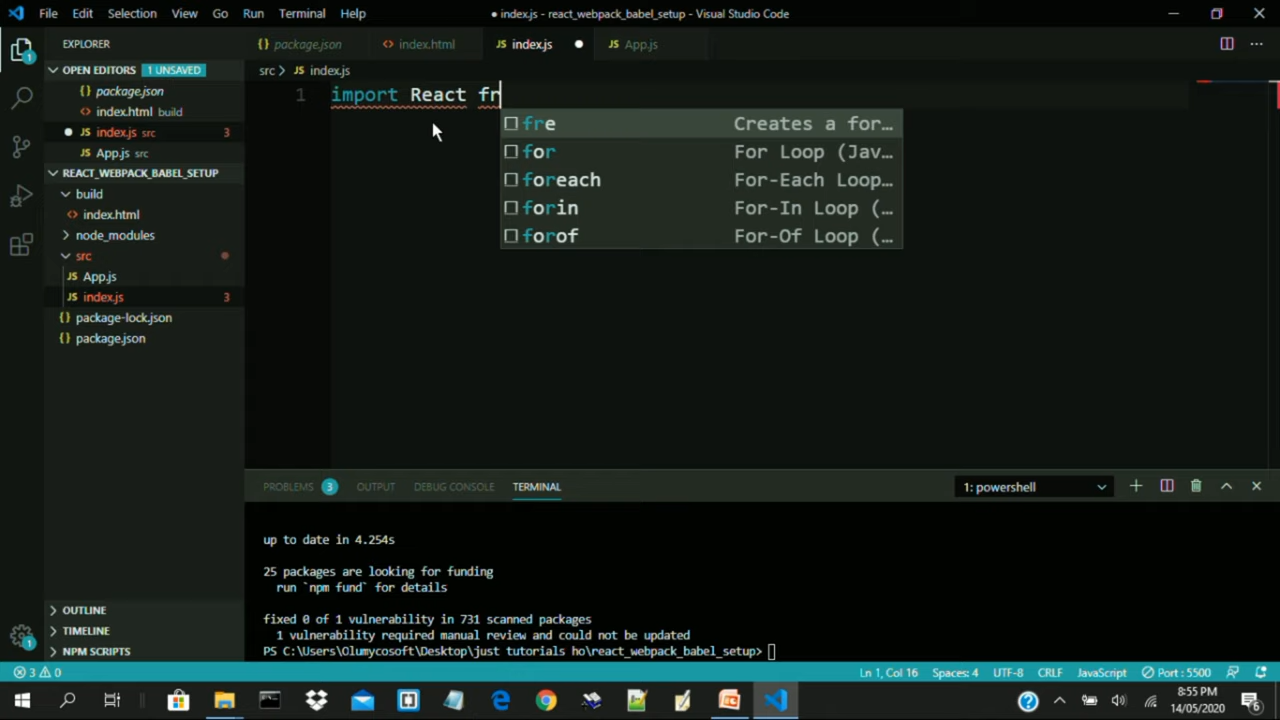 File Edit Selection View Go Run Terminal Help
● index.js - react_webpack_babel_setup - Visual Studio Code
EXPLORER
{} package.json
<> index.html
JS index.js ●
JS App.js
OPEN EDITORS 1 UNSAVED
{} package.json
<> index.html build
● JS index.js src 3
JS App.js src
REACT_WEBPACK_BABEL_SETUP
build
<> index.html
node_modules
src
JS App.js
JS index.js 3
{} package-lock.json
{} package.json
OUTLINE
TIMELINE
NPM SCRIPTS
src > JS index.js
1 import React fr
fre Creates a for…
for For Loop (Jav…
foreach For-Each Loop…
forin For-In Loop (…
forof For-Of Loop (…
PROBLEMS 3 OUTPUT DEBUG CONSOLE TERMINAL
1: powershell
up to date in 4.254s
25 packages are looking for funding
run `npm fund` for details
fixed 0 of 1 vulnerability in 731 scanned packages
1 vulnerability required manual review and could not be updated
PS C:\Users\Olumycosoft\Desktop\just tutorials ho\react_webpack_babel_setup>
3 0
Ln 1, Col 16 Spaces: 4 UTF-8 CRLF JavaScript Port : 5500
8:55 PM
14/05/2020
6